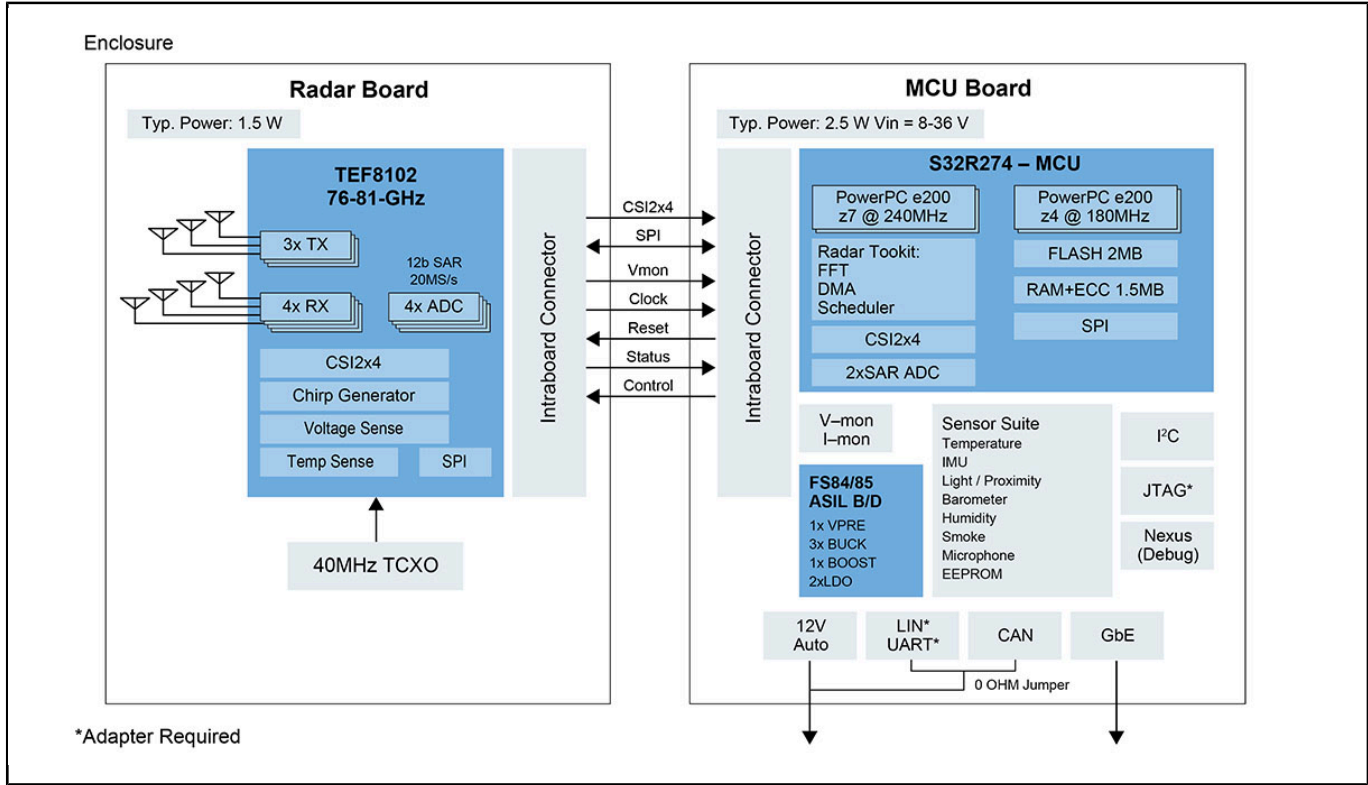 Enclosure
Radar Board
Typ. Power: 1.5 W
TEF8102
76-81-GHz
3x TX
12b SAR
20MS/s
4x RX
4x ADC
CSI2x4
Chirp Generator
Voltage Sense
Temp Sense
SPI
40MHz TCXO
Intraboard Connector
CSI2x4
SPI
Vmon
Clock
Reset
Status
Control
MCU Board
Typ. Power: 2.5 W Vin = 8-36 V
Intraboard Connector
S32R274 – MCU
PowerPC e200
z7 @ 240MHz
PowerPC e200
z4 @ 180MHz
Radar Tookit:
FFT
DMA
Scheduler
FLASH 2MB
RAM+ECC 1.5MB
SPI
CSI2x4
2xSAR ADC
V–mon
I–mon
FS84/85
ASIL B/D
1x VPRE
3x BUCK
1x BOOST
2xLDO
Sensor Suite
Temperature
IMU
Light / Proximity
Barometer
Humidity
Smoke
Microphone
EEPROM
I²C
JTAG*
Nexus
(Debug)
12V
Auto
LIN*
UART*
CAN
GbE
0 OHM Jumper
*Adapter Required